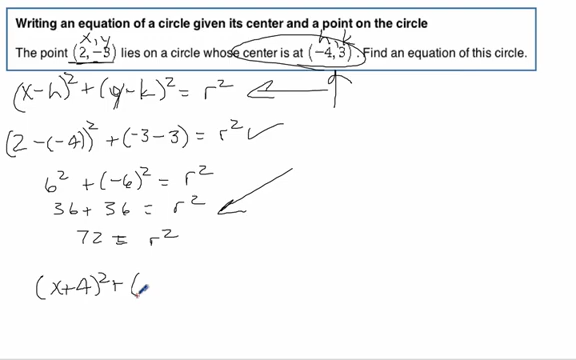 Writing an equation of a circle given its center and a point on the circle
x, y h, k
The point (2, −3) lies on a circle whose center is at (−4, 3). Find an equation of this circle.
(x−h)² + (y−k)² = r²
(2−(−4))² + (−3−3) = r²
6² + (−6)² = r²
36 + 36 = r²
72 = r²
(x+4)² + (